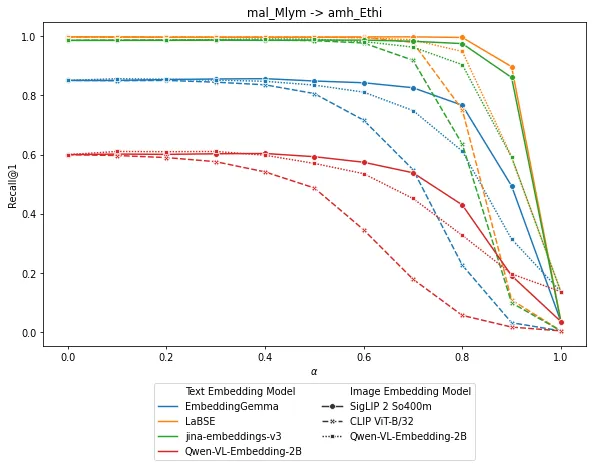 mal_Mlym -> amh_Ethi
Recall@1
1.0
0.8
0.6
0.4
0.2
0.0
0.0 0.2 0.4 0.6 0.8 1.0
α
Text Embedding Model
EmbeddingGemma
LaBSE
jina-embeddings-v3
Qwen-VL-Embedding-2B
Image Embedding Model
SigLIP 2 So400m
CLIP ViT-B/32
Qwen-VL-Embedding-2B